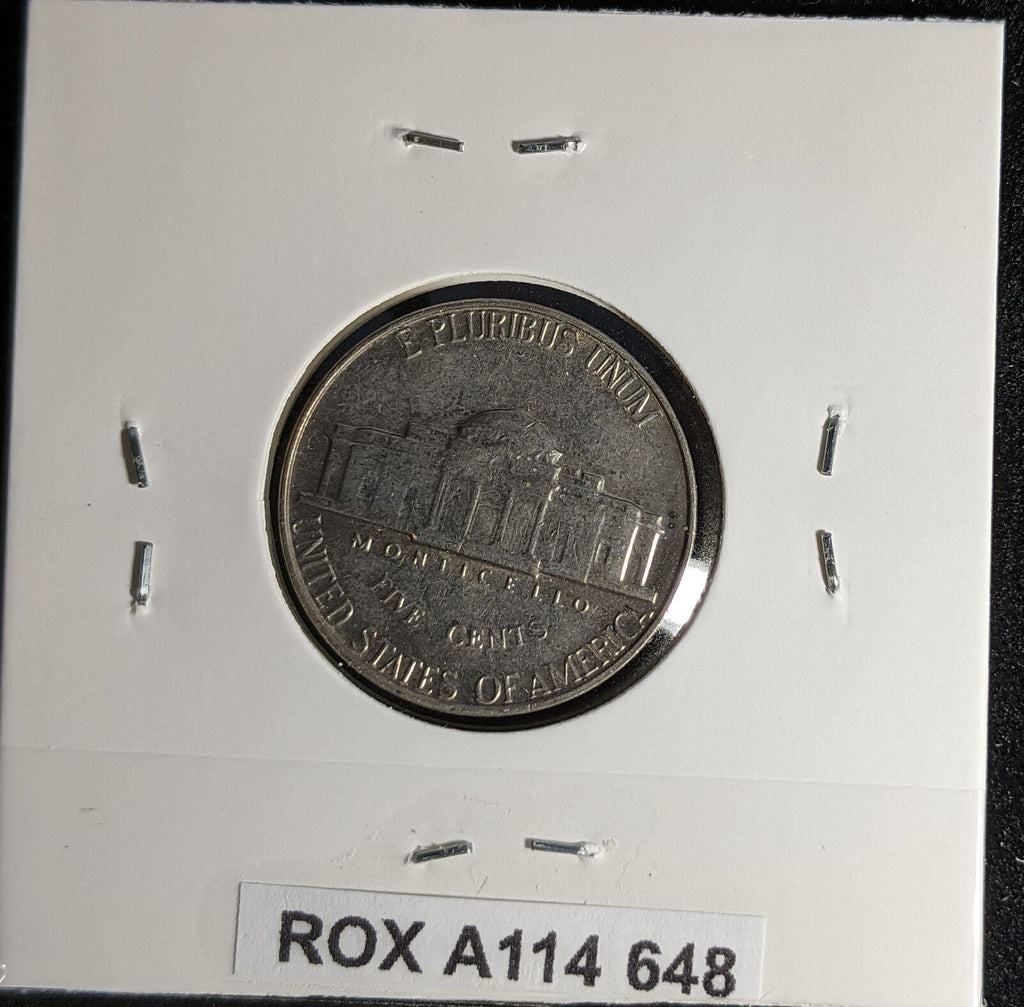 E PLURIBUS UNUM
MONTICELLO
FIVE CENTS
UNITED STATES OF AMERICA
ROX A114 648